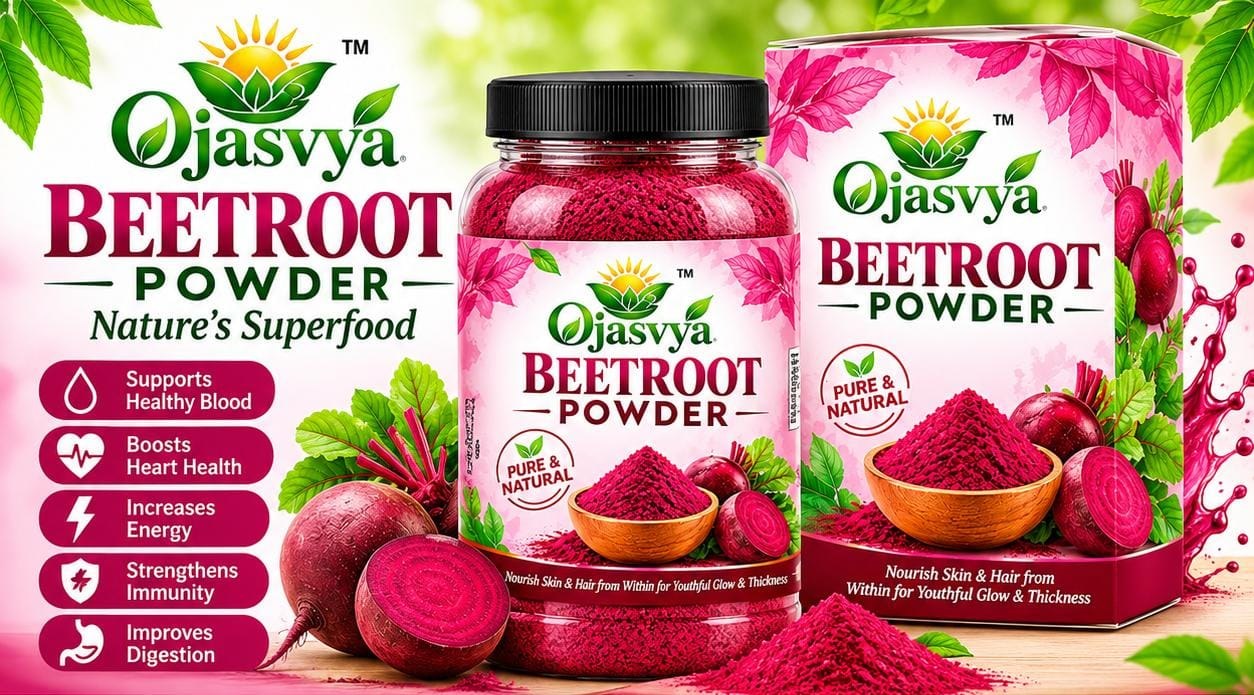 TM
Ojasvya®
BEETROOT
POWDER
Nature's Superfood
Supports
Healthy Blood
Boosts
Heart Health
Increases
Energy
Strengthens
Immunity
Improves
Digestion
TM
Ojasvya
BEETROOT
POWDER
PURE &
NATURAL
Nourish Skin & Hair from Within for Youthful Glow & Thickness
TM
Ojasvya
BEETROOT
POWDER
PURE &
NATURAL
Nourish Skin & Hair from
Within for Youthful Glow & Thickness